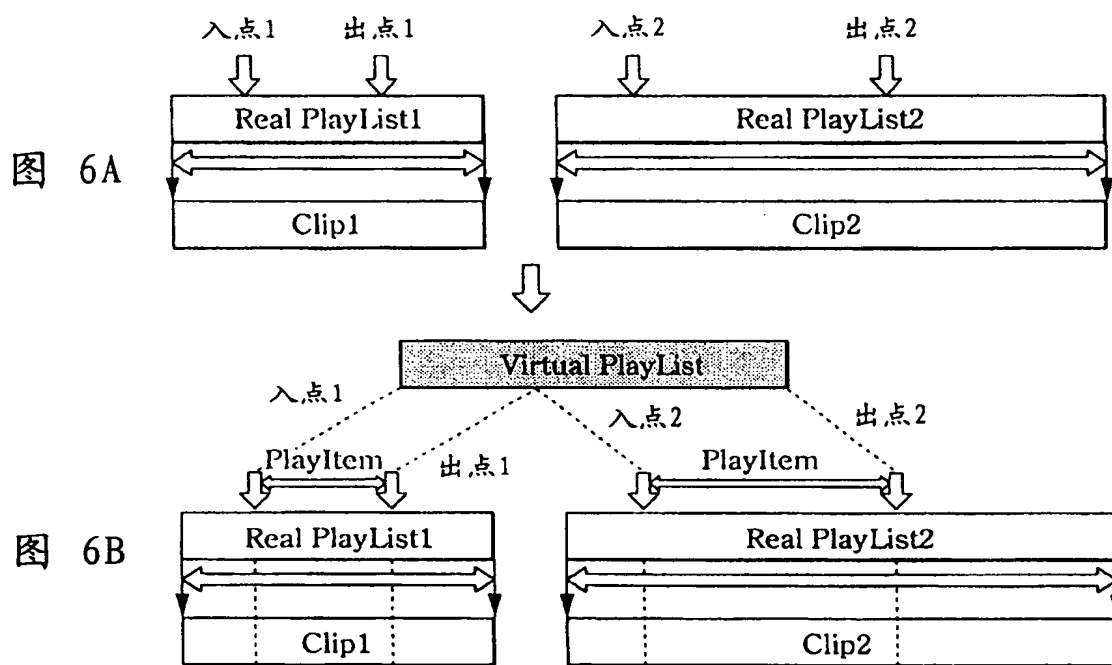 入点1 出点1 入点2 出点2
Real PlayList1 Real PlayList2
图 6A
Clip1 Clip2
Virtual PlayList
入点1 入点2 出点2
PlayItem 出点1 PlayItem
Real PlayList1 Real PlayList2
图 6B
Clip1 Clip2